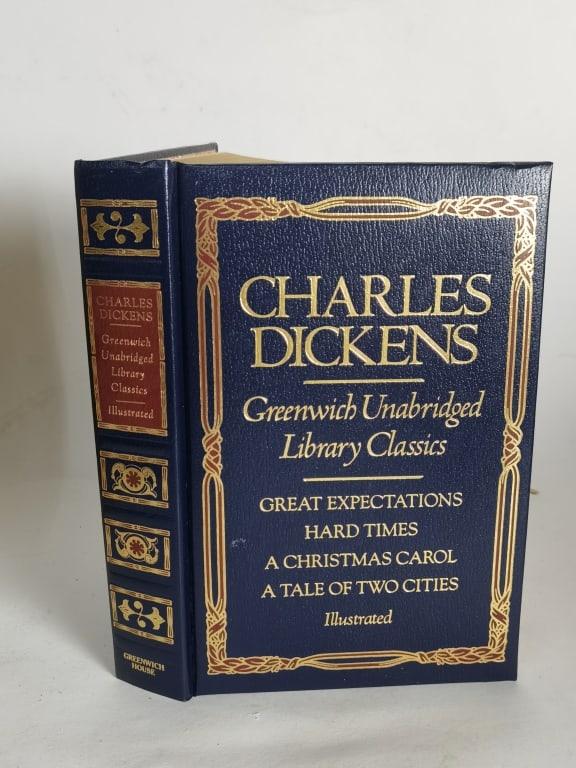 CHARLES
DICKENS
Greenwich
Unabridged
Library
Classics
Illustrated
GREENWICH
HOUSE
CHARLES
DICKENS
Greenwich Unabridged
Library Classics
GREAT EXPECTATIONS
HARD TIMES
A CHRISTMAS CAROL
A TALE OF TWO CITIES
Illustrated